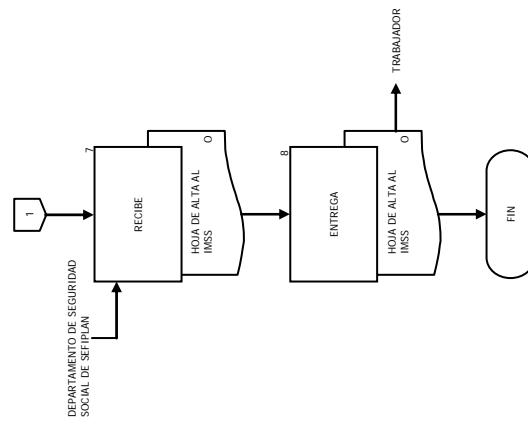 1
DEPARTAMENTO DE SEGURIDAD
SOCIAL DE SEFIPLAN
7
RECIBE
HOJA DE ALTA AL
IMSS
O
8
ENTREGA
HOJA DE ALTA AL
IMSS
O
TRABAJADOR
FIN